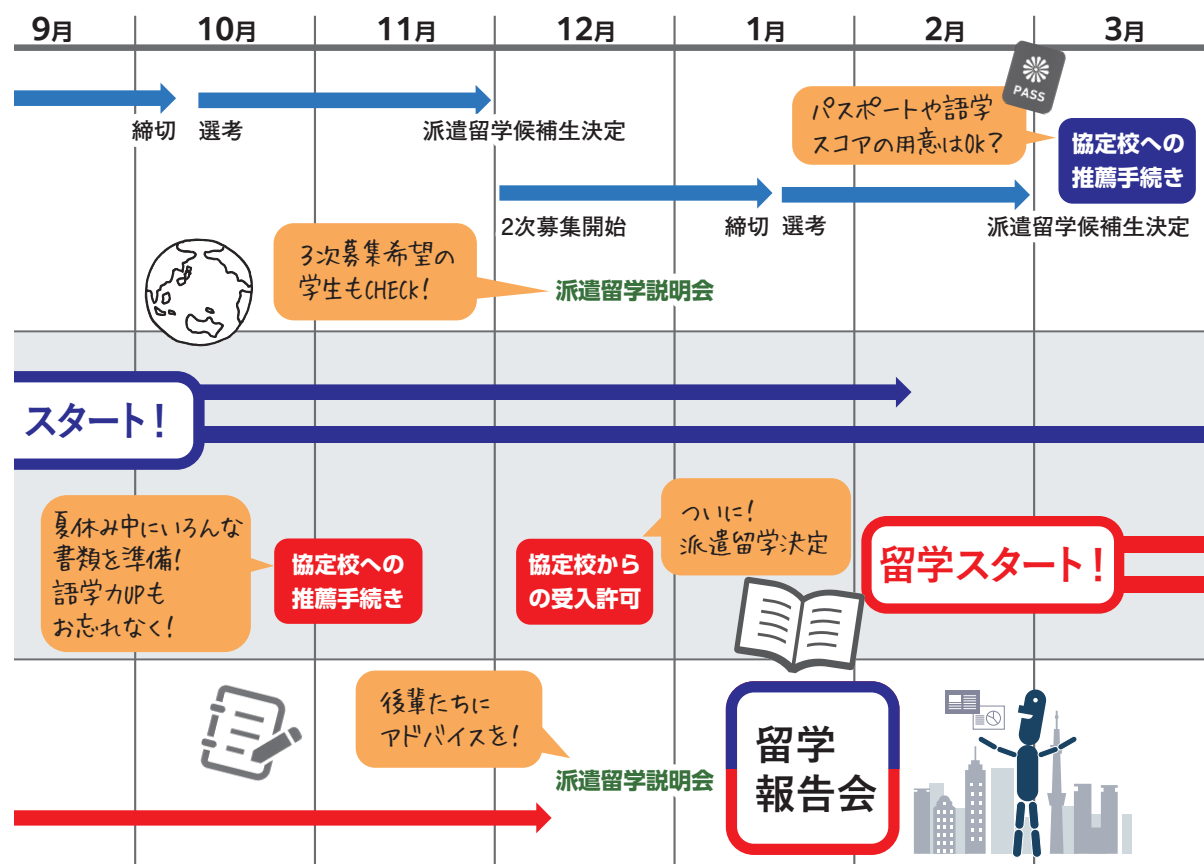 9月 10月 11月 12月 1月 2月 3月
締切 選考 派遣留学候補生決定
PASS
パスポートや語学
スコアの用意はOk?
協定校への
推薦手続き
2次募集開始 締切 選考 派遣留学候補生決定
3次募集希望の
学生もCHECk!
派遣留学説明会
スタート!
夏休み中にいろんな
書類を準備!
語学力UPも
お忘れなく!
協定校への
推薦手続き
協定校から
の受入許可
ついに!
派遣留学決定
留学スタート!
後輩たちに
アドバイスを!
派遣留学説明会
留学
報告会